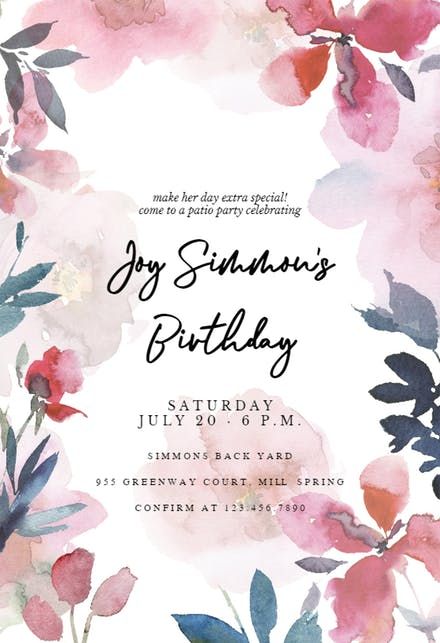 make her day extra special!
come to a patio party celebrating
Joy Simmon's
Birthday
SATURDAY
JULY 20 · 6 P.M.
SIMMONS BACK YARD
955 GREENWAY COURT, MILL SPRING
CONFIRM AT 123.456.7890